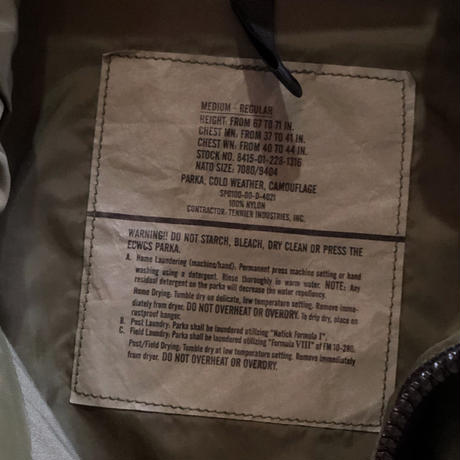 MEDIUM - REGULAR
HEIGHT: FROM 67 TO 71 IN.
CHEST MN: FROM 37 TO 41 IN.
CHEST WN: FROM 40 TO 44 IN.
STOCK NO. 8415-01-228-1316
NATO SIZE: 7080/9404
PARKA, COLD WEATHER, CAMOUFLAGE
SPO100-00-D-4021
100% NYLON
CONTRACTOR: TENNIER INDUSTRIES, INC.
WARNING!! DO NOT STARCH, BLEACH, DRY CLEAN OR PRESS THE
ECWCS PARKA.
A. Home Laundering (machine/hand). Permanent press machine setting or hand
washing using a detergent. Rinse thoroughly in warm water. NOTE: Any
residual detergent on the parka will decrease the water repellency.
Home Drying: Tumble dry on delicate, low temperature setting. Remove imme-
diately from dryer. DO NOT OVERHEAT OR OVERDRY. To drip dry, place on
rustproof hanger.
B. Post Laundry: Parka shall be laundered utilizing "Natick Formula I".
C. Field Laundry: Parka shall be laundered utilizing "Formula VIII" of FM 10-280.
Post/Field Drying: Tumble dry at low temperature setting. Remove immediately
from dryer. DO NOT OVERHEAT OR OVERDRY.